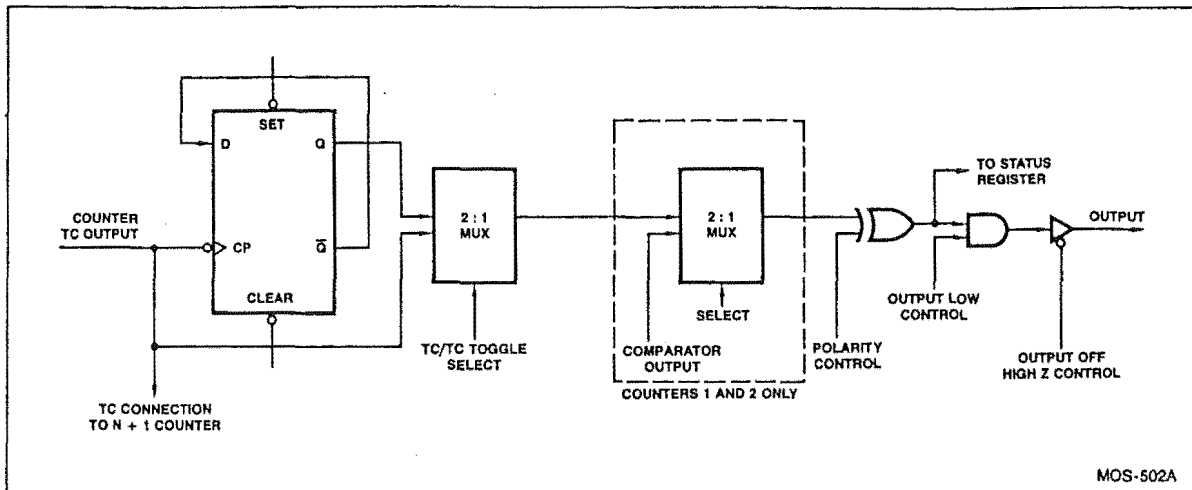 SET
D
Q
COUNTER
TC OUTPUT
CP
Q̅
CLEAR
2 : 1
MUX
TC/TC TOGGLE
SELECT
TC CONNECTION
TO N + 1 COUNTER
2 : 1
MUX
SELECT
COMPARATOR
OUTPUT
COUNTERS 1 AND 2 ONLY
POLARITY
CONTROL
TO STATUS
REGISTER
OUTPUT LOW
CONTROL
OUTPUT
OUTPUT OFF
HIGH Z CONTROL
MOS-502A